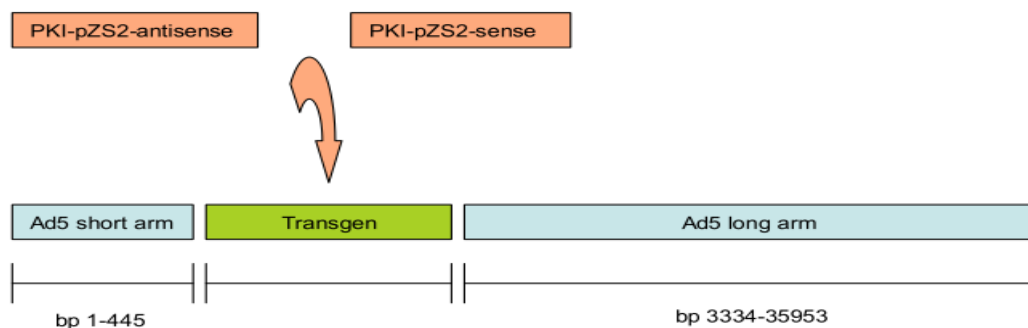 PKI-pZS2-antisense
PKI-pZS2-sense
Ad5 short arm
Transgen
Ad5 long arm
bp 1-445
bp 3334-35953